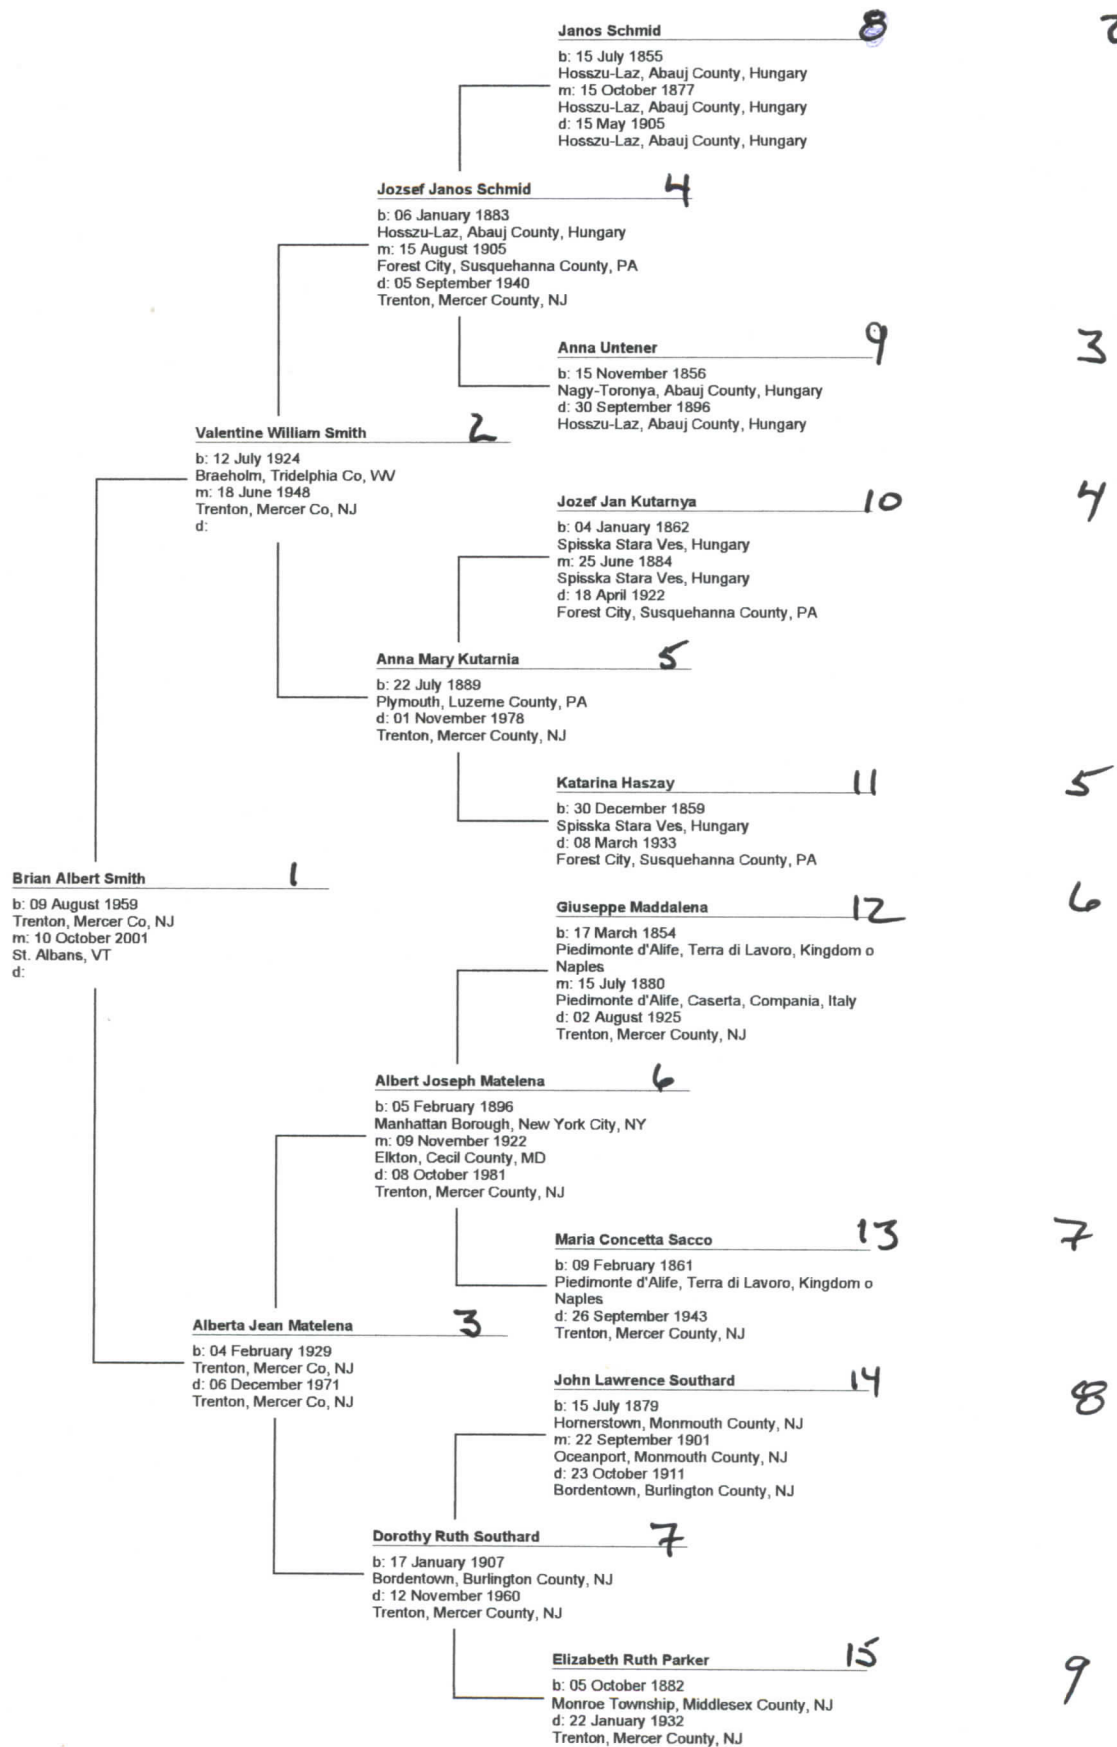 Janos Schmid 8 2
b: 15 July 1855
Hosszu-Laz, Abauj County, Hungary
m: 15 October 1877
Hosszu-Laz, Abauj County, Hungary
d: 15 May 1905
Hosszu-Laz, Abauj County, Hungary
Jozsef Janos Schmid 4
b: 06 January 1883
Hosszu-Laz, Abauj County, Hungary
m: 15 August 1905
Forest City, Susquehanna County, PA
d: 05 September 1940
Trenton, Mercer County, NJ
Anna Untener 9 3
b: 15 November 1856
Nagy-Toronya, Abauj County, Hungary
d: 30 September 1896
Hosszu-Laz, Abauj County, Hungary
Valentine William Smith 2
b: 12 July 1924
Braeholm, Tridelphia Co, WV
m: 18 June 1948
Trenton, Mercer Co, NJ
d:
Jozef Jan Kutarnya 10 4
b: 04 January 1862
Spisska Stara Ves, Hungary
m: 25 June 1884
Spisska Stara Ves, Hungary
d: 18 April 1922
Forest City, Susquehanna County, PA
Anna Mary Kutarnia 5
b: 22 July 1889
Plymouth, Luzerne County, PA
d: 01 November 1978
Trenton, Mercer County, NJ
Katarina Haszay 11 5
b: 30 December 1859
Spisska Stara Ves, Hungary
d: 08 March 1933
Forest City, Susquehanna County, PA
Brian Albert Smith 1
b: 09 August 1959
Trenton, Mercer Co, NJ
m: 10 October 2001
St. Albans, VT
d:
Giuseppe Maddalena 12 6
b: 17 March 1854
Piedimonte d'Alife, Terra di Lavoro, Kingdom o
Naples
m: 15 July 1880
Piedimonte d'Alife, Caserta, Compania, Italy
d: 02 August 1925
Trenton, Mercer County, NJ
Albert Joseph Matelena 6
b: 05 February 1896
Manhattan Borough, New York City, NY
m: 09 November 1922
Elkton, Cecil County, MD
d: 08 October 1981
Trenton, Mercer County, NJ
Maria Concetta Sacco 13 7
b: 09 February 1861
Piedimonte d'Alife, Terra di Lavoro, Kingdom o
Naples
d: 26 September 1943
Trenton, Mercer County, NJ
Alberta Jean Matelena 3
b: 04 February 1929
Trenton, Mercer Co, NJ
d: 06 December 1971
Trenton, Mercer Co, NJ
John Lawrence Southard 14 8
b: 15 July 1879
Hornerstown, Monmouth County, NJ
m: 22 September 1901
Oceanport, Monmouth County, NJ
d: 23 October 1911
Bordentown, Burlington County, NJ
Dorothy Ruth Southard 7
b: 17 January 1907
Bordentown, Burlington County, NJ
d: 12 November 1960
Trenton, Mercer County, NJ
Elizabeth Ruth Parker 15 9
b: 05 October 1882
Monroe Township, Middlesex County, NJ
d: 22 January 1932
Trenton, Mercer County, NJ